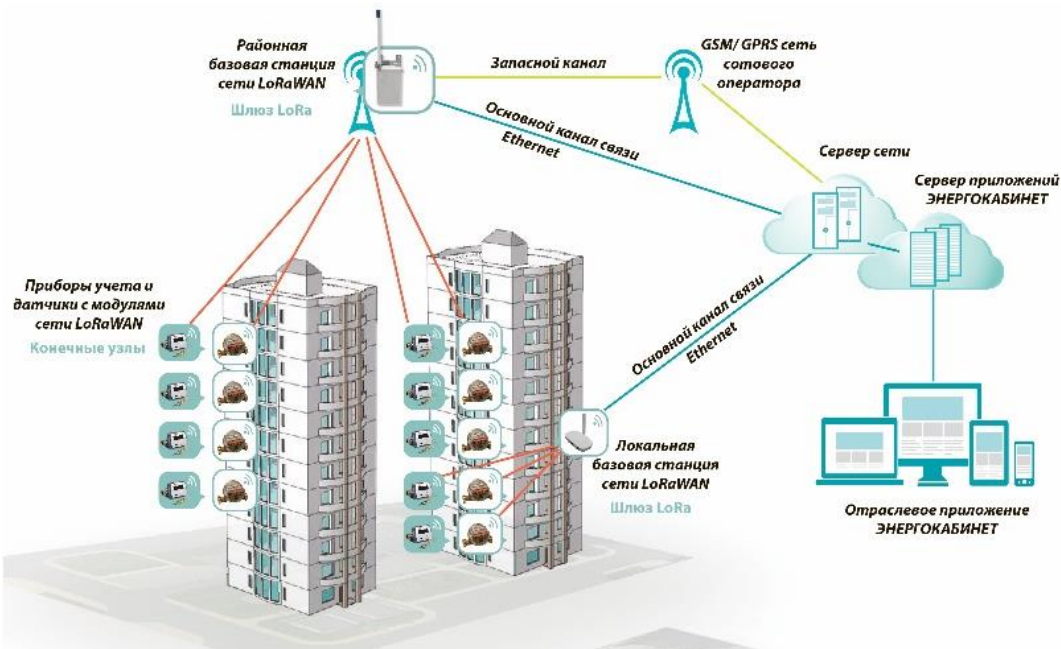 Районная
базовая станция
сети LoRaWAN
Шлюз LoRa
Запасной канал
GSM/ GPRS сеть
сотового
оператора
Основной канал связи
Ethernet
Сервер сети
Сервер приложений
ЭНЕРГОКАБИНЕТ
Приборы учета и
датчики с модулями
сети LoRaWAN
Конечные узлы
Основной канал связи
Ethernet
Локальная
базовая станция
сети LoRaWAN
Шлюз LoRa
Отраслевое приложение
ЭНЕРГОКАБИНЕТ